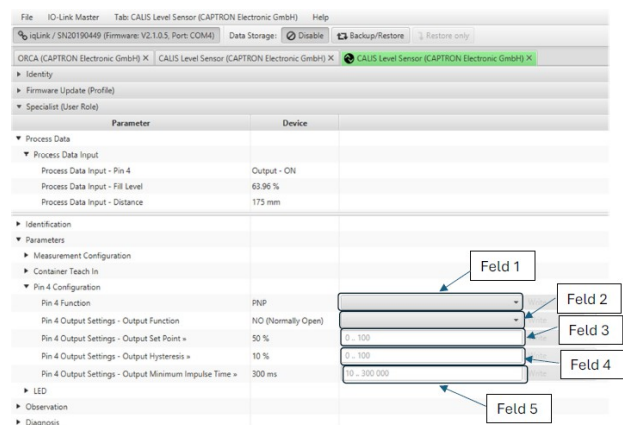 File IO-Link Master Tab: CALIS Level Sensor (CAPTRON Electronic GmbH) Help
iqLink / SN20190449 (Firmware: V2.1.0.5, Port: COM4) Data Storage: Disable Backup/Restore Restore only
ORCA (CAPTRON Electronic GmbH) × CALIS Level Sensor (CAPTRON Electronic GmbH) × CALIS Level Sensor (CAPTRON Electronic GmbH) ×
Identity
Firmware Update (Profile)
Specialist (User Role)
Parameter Device
Process Data
Process Data Input
Process Data Input - Pin 4 Output - ON
Process Data Input - Fill Level 63.96 %
Process Data Input - Distance 175 mm
Identification
Parameters
Measurement Configuration
Feld 1
Container Teach In
Pin 4 Configuration
Pin 4 Function PNP
Feld 2
Pin 4 Output Settings - Output Function NO (Normally Open)
Feld 3
Pin 4 Output Settings - Output Set Point » 50 % 0 .. 100
Pin 4 Output Settings - Output Hysteresis » 10 % 0 .. 100
Feld 4
Pin 4 Output Settings - Output Minimum Impulse Time » 300 ms 10 .. 300 000
LED
Feld 5
Observation
Diagnosis